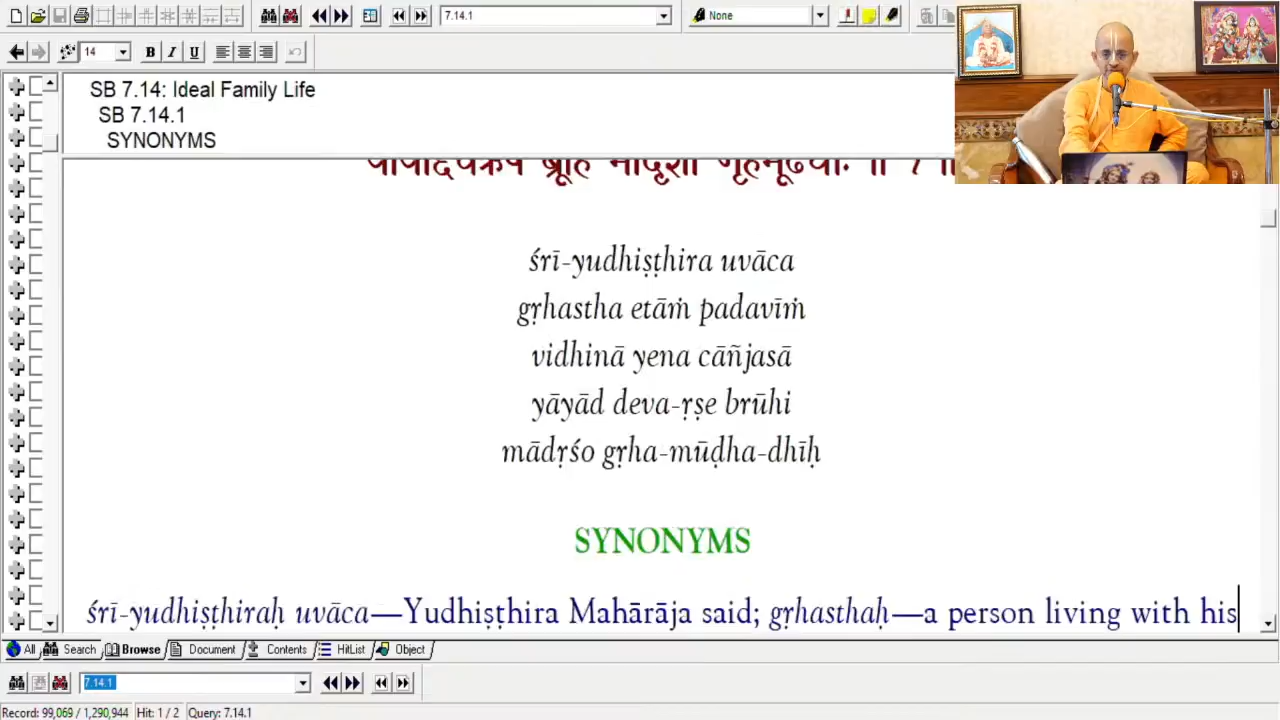 7.14.1
None
14
B I U
SB 7.14: Ideal Family Life
SB 7.14.1
SYNONYMS
śrī-yudhiṣṭhira uvāca
gṛhastha etāṁ padavīṁ
vidhinā yena cāñjasā
yāyād deva-ṛṣe brūhi
mādṛśo gṛha-mūḍha-dhīḥ
SYNONYMS
śrī-yudhiṣṭhiraḥ uvāca—Yudhiṣṭhira Mahārāja said; gṛhasthaḥ—a person living with his
All Search Browse Document Contents HitList Object
7.14.1
Record: 99,069 / 1,290,944 Hit: 1 / 2 Query: 7.14.1